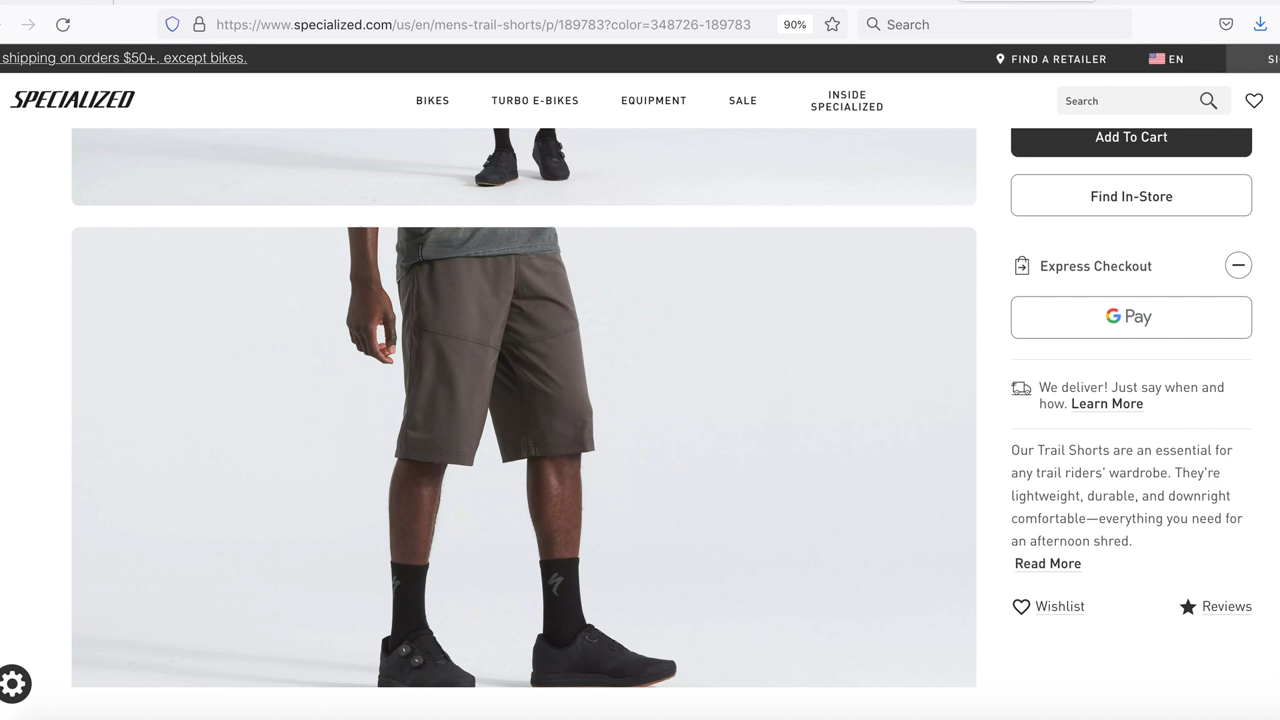 https://www.specialized.com/us/en/mens-trail-shorts/p/189783?color=348726-189783
90%
Search
shipping on orders $50+, except bikes.
FIND A RETAILER
EN
SI
SPECIALIZED
BIKES
TURBO E-BIKES
EQUIPMENT
SALE
INSIDE
SPECIALIZED
Search
Add To Cart
Find In-Store
Express Checkout
G Pay
We deliver! Just say when and
how. Learn More
Our Trail Shorts are an essential for
any trail riders' wardrobe. They're
lightweight, durable, and downright
comfortable—everything you need for
an afternoon shred.
Read More
Wishlist
Reviews